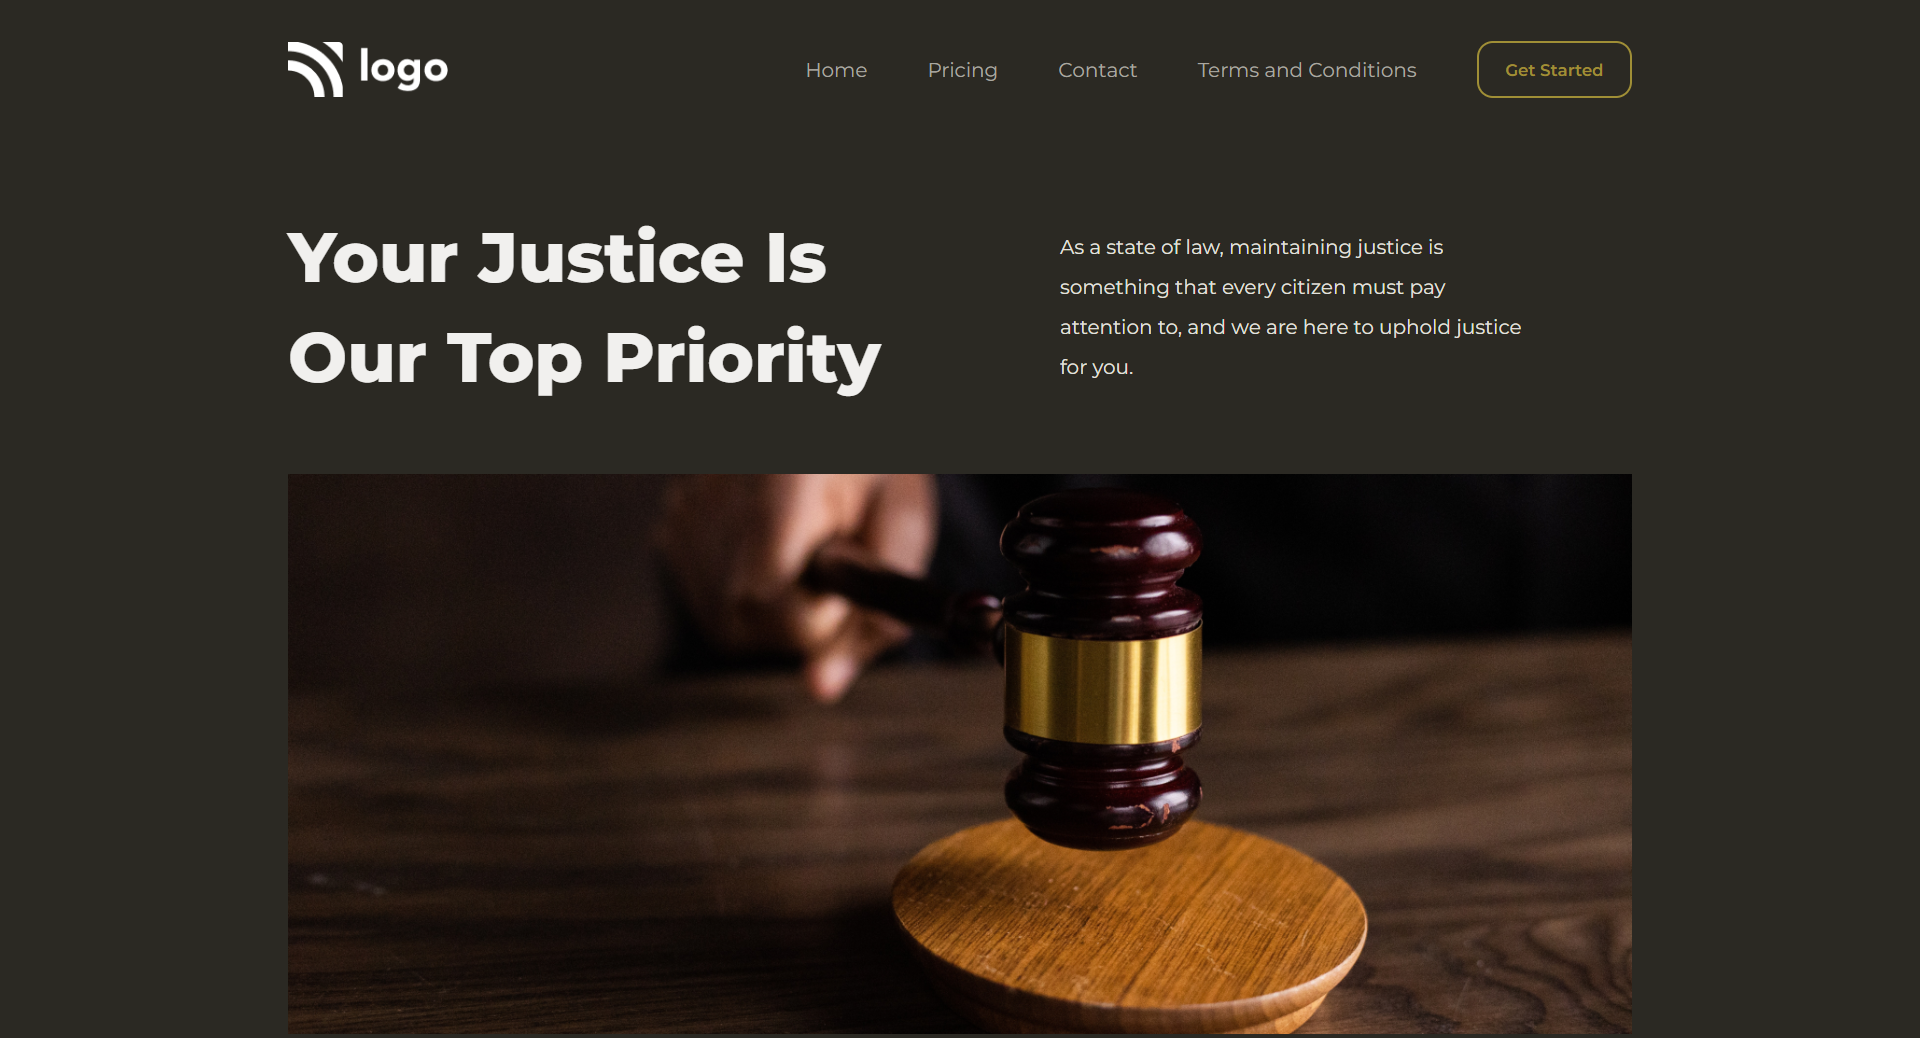 logo
Home
Pricing
Contact
Terms and Conditions
Get Started
Your Justice Is
Our Top Priority
As a state of law, maintaining justice is
something that every citizen must pay
attention to, and we are here to uphold justice
for you.